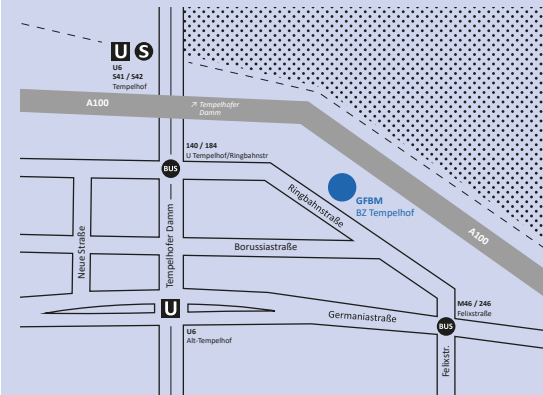 U S
U6
S41 / S42
Tempelhof
A100
↗ Tempelhofer
Damm
140 / 184
U Tempelhof/Ringbahnstr
BUS
Ringbahnstraße
GFBM
BZ Tempelhof
A100
Neue Straße
Tempelhofer Damm
Borussiastraße
U
U6
Alt-Tempelhof
Germaniastraße
M46 / 246
Felixstraße
BUS
Felixstr.